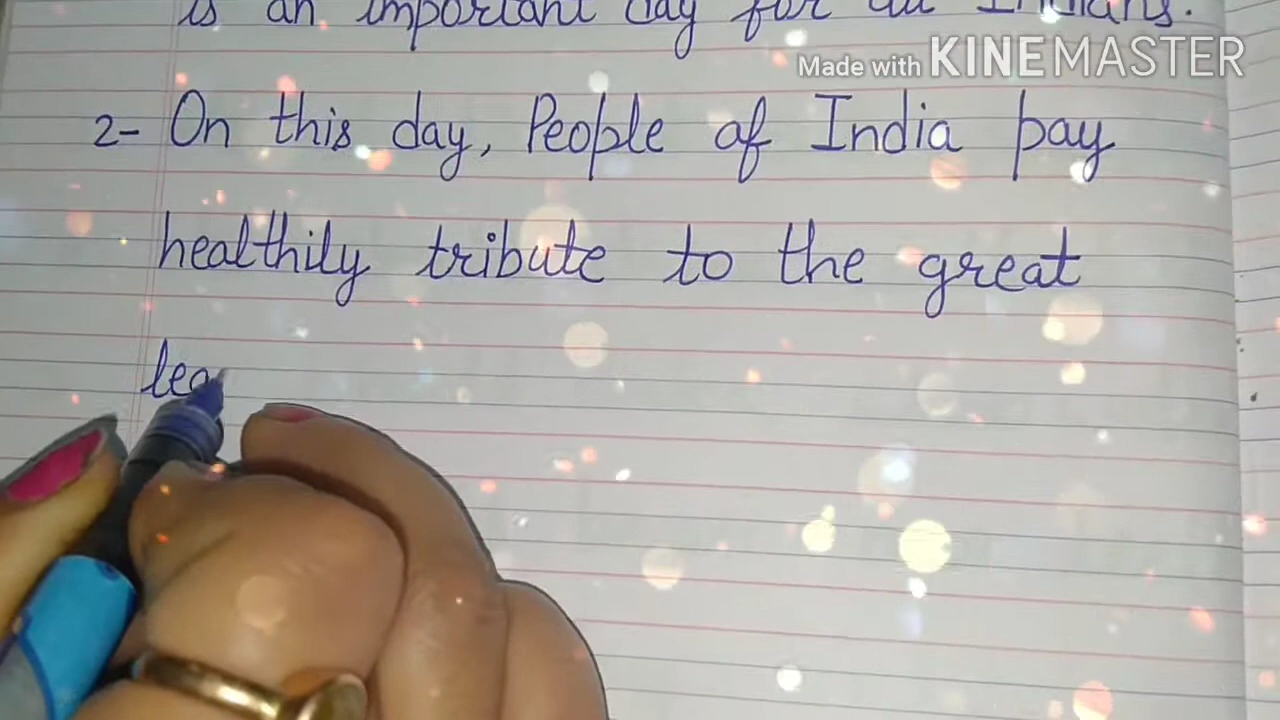 is an important day for all Indians.
Made with KINEMASTER
2- On this day, People of India pay
healthily tribute to the great
lea